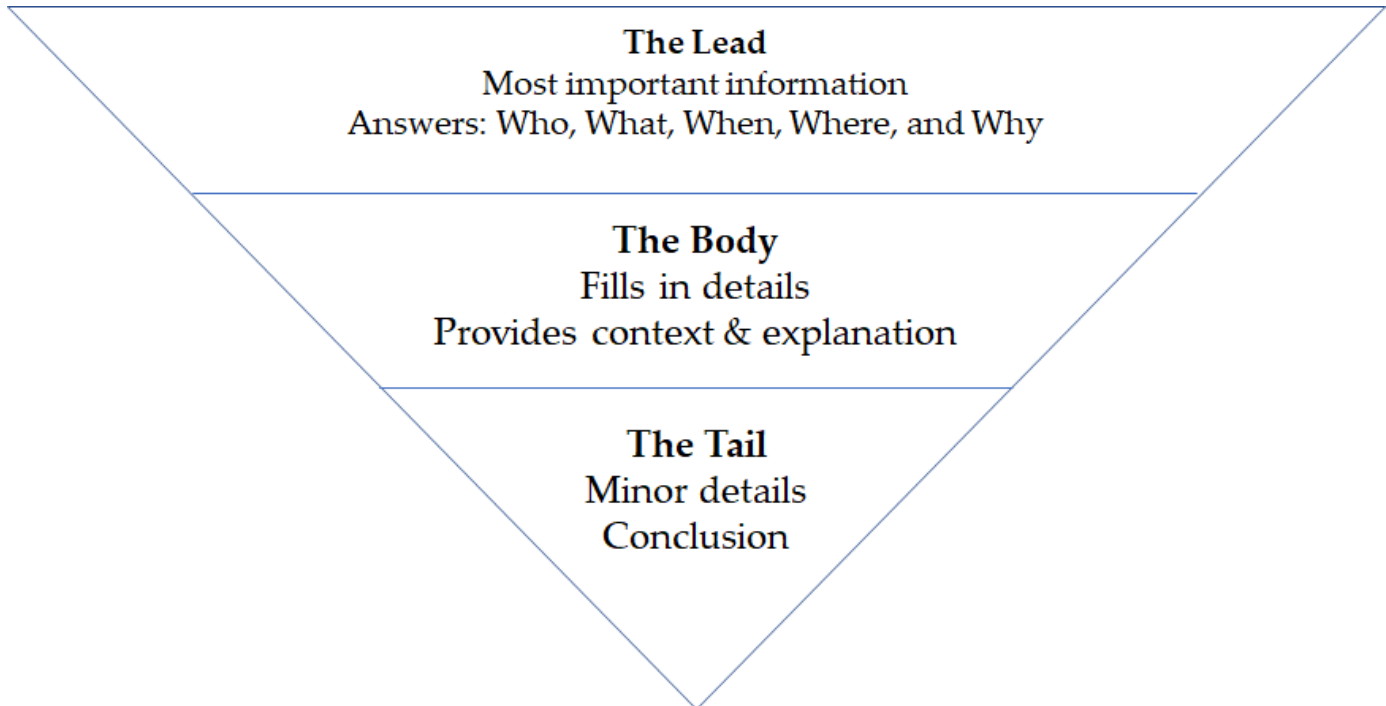 The Lead
Most important information
Answers: Who, What, When, Where, and Why
The Body
Fills in details
Provides context & explanation
The Tail
Minor details
Conclusion